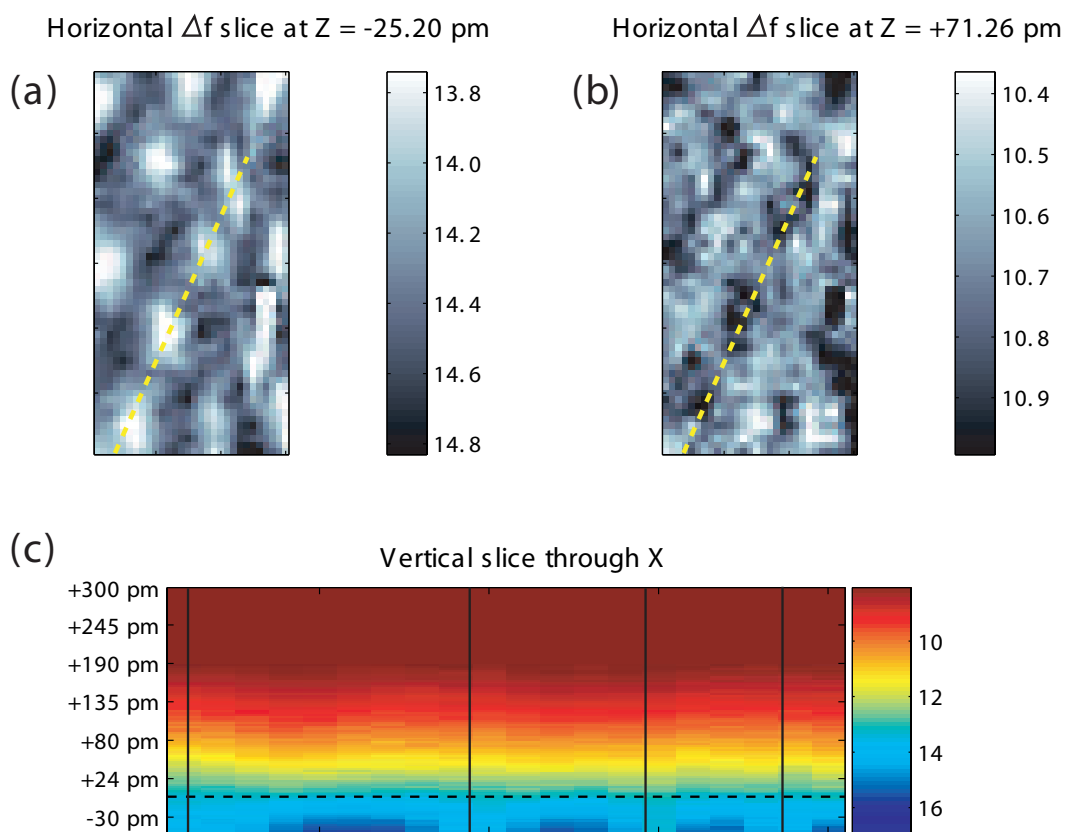 Horizontal Δf slice at Z = -25.20 pm
Horizontal Δf slice at Z = +71.26 pm
(a)
13.8
14.0
14.2
14.4
14.6
14.8
(b)
10.4
10.5
10.6
10.7
10.8
10.9
(c)
Vertical slice through X
+300 pm
+245 pm
+190 pm
+135 pm
+80 pm
+24 pm
-30 pm
10
12
14
16